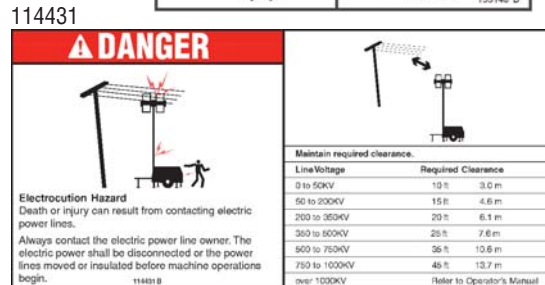 114431
DANGER
Electrocution Hazard
Death or injury can result from contacting electric
power lines.
Always contact the electric power line owner. The
electric power shall be disconnected or the power
lines moved or insulated before machine operations
begin.
114431 B
Maintain required clearance.
Line Voltage Required Clearance
0 to 50KV 10 ft 3.0 m
50 to 200KV 15 ft 4.6 m
200 to 350KV 20 ft 6.1 m
350 to 500KV 25 ft 7.6 m
500 to 750KV 35 ft 10.6 m
750 to 1000KV 45 ft 13.7 m
over 1000KV Refer to Operator's Manual